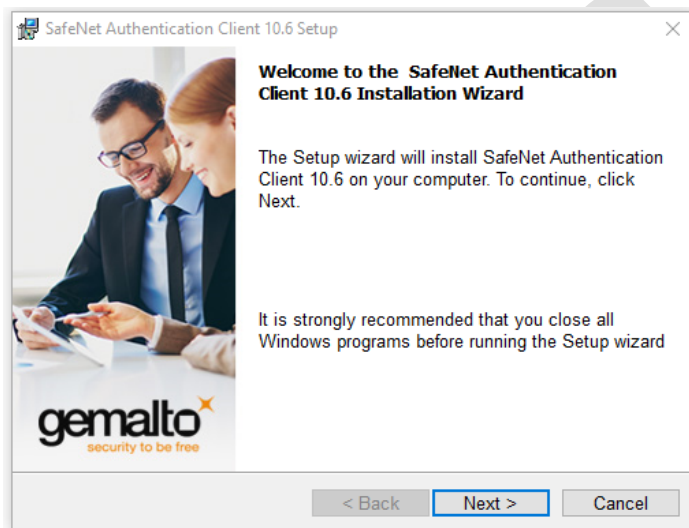 SafeNet Authentication Client 10.6 Setup
Welcome to the SafeNet Authentication
Client 10.6 Installation Wizard
The Setup wizard will install SafeNet Authentication
Client 10.6 on your computer. To continue, click
Next.
It is strongly recommended that you close all
Windows programs before running the Setup wizard
gemalto
security to be free
< Back Next > Cancel